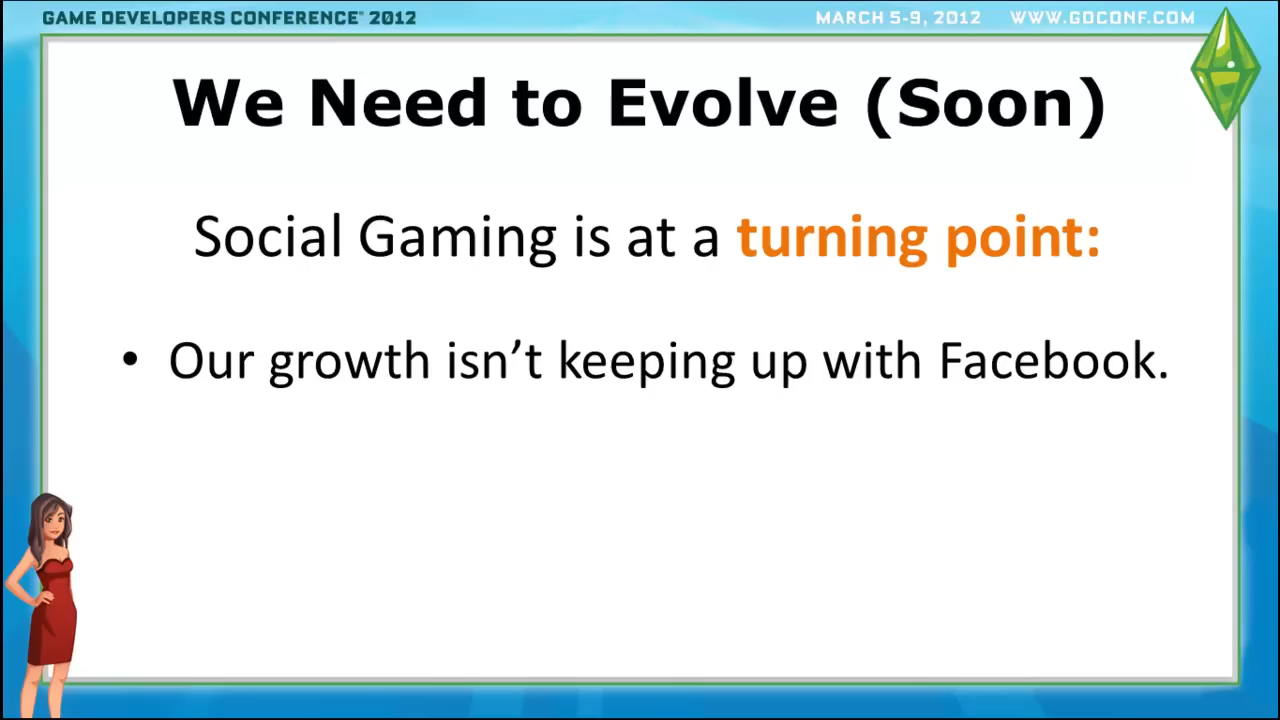 GAME DEVELOPERS CONFERENCE® 2012
MARCH 5-9, 2012 WWW.GDCONF.COM
We Need to Evolve (Soon)
Social Gaming is at a turning point:
• Our growth isn’t keeping up with Facebook.